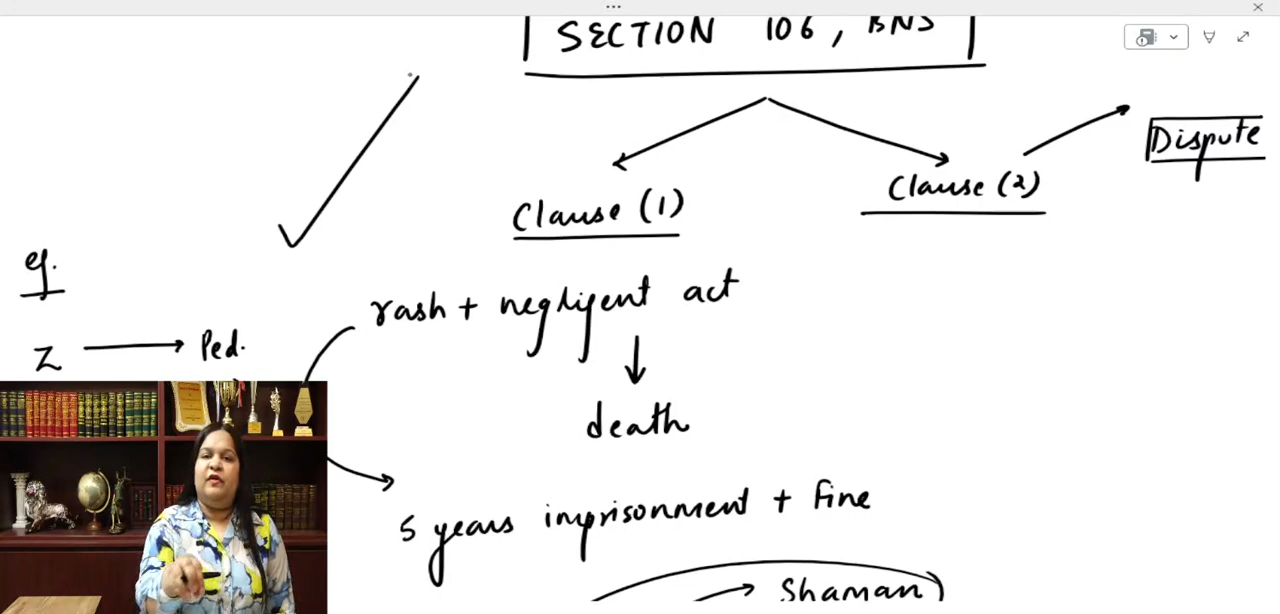 SECTION 106, BNS
Dispute
Clause (1)
Clause (2)
eg.
rash + negligent act
Z
Ped.
death
5 years imprisonment + Fine
Shaman